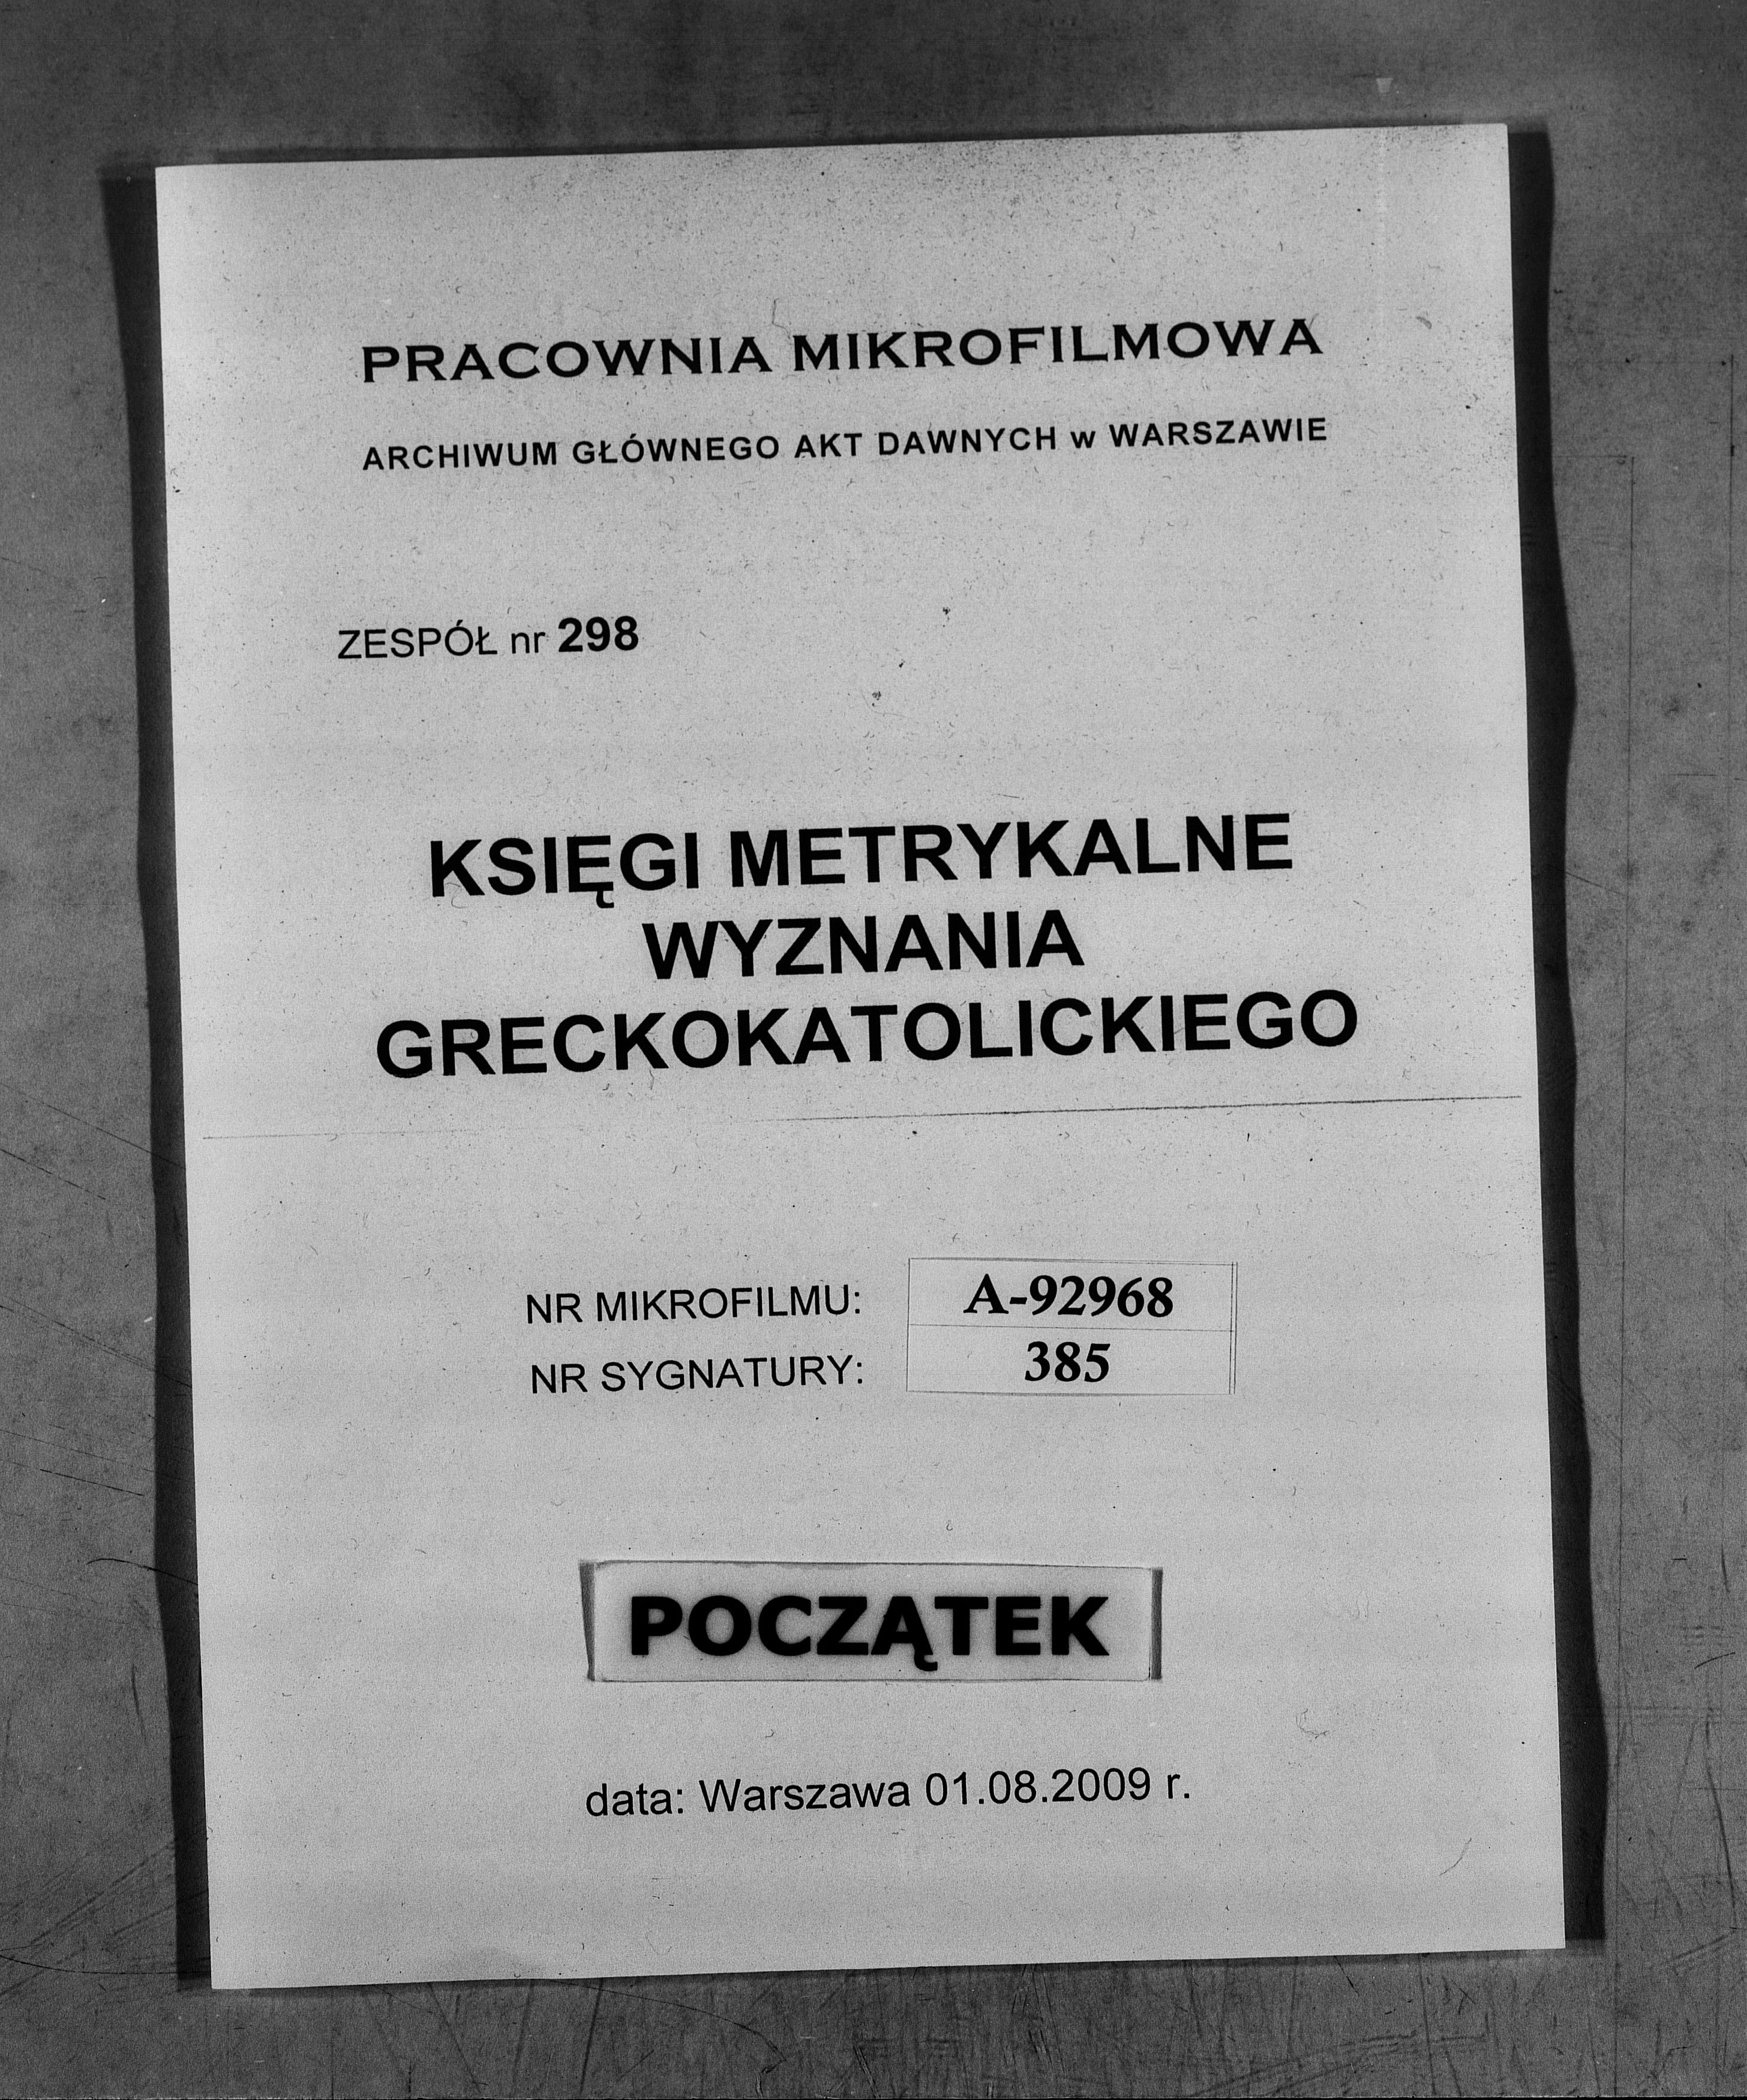 PRACOWNIA MIKROFILMOWA
ARCHIWUM GŁÓWNEGO AKT DAWNYCH w WARSZAWIE
ZESPÓŁ nr 298
KSIĘGI METRYKALNE
WYZNANIA
GRECKOKATOLICKIEGO
NR MIKROFILMU: A-92968
NR SYGNATURY: 385
POCZĄTEK
data: Warszawa 01.08.2009 r.